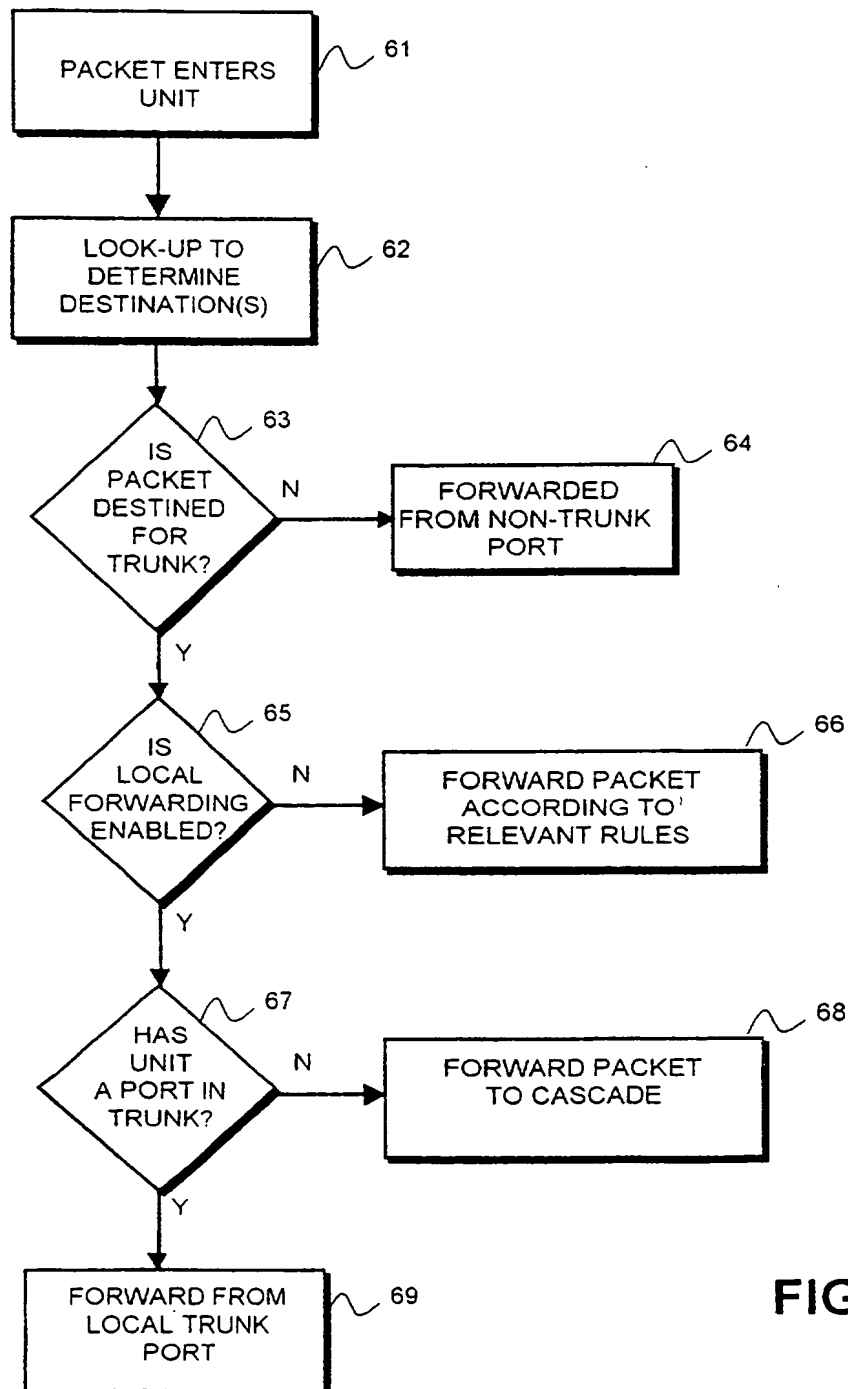 PACKET ENTERS
UNIT
61
LOOK-UP TO
DETERMINE
DESTINATION(S)
62
IS
PACKET
DESTINED
FOR
TRUNK?
63
N
FORWARDED
FROM NON-TRUNK
PORT
64
Y
IS
LOCAL
FORWARDING
ENABLED?
65
N
FORWARD PACKET
ACCORDING TO
RELEVANT RULES
66
Y
HAS
UNIT
A PORT IN
TRUNK?
67
N
FORWARD PACKET
TO CASCADE
68
Y
FORWARD FROM
LOCAL TRUNK
PORT
69